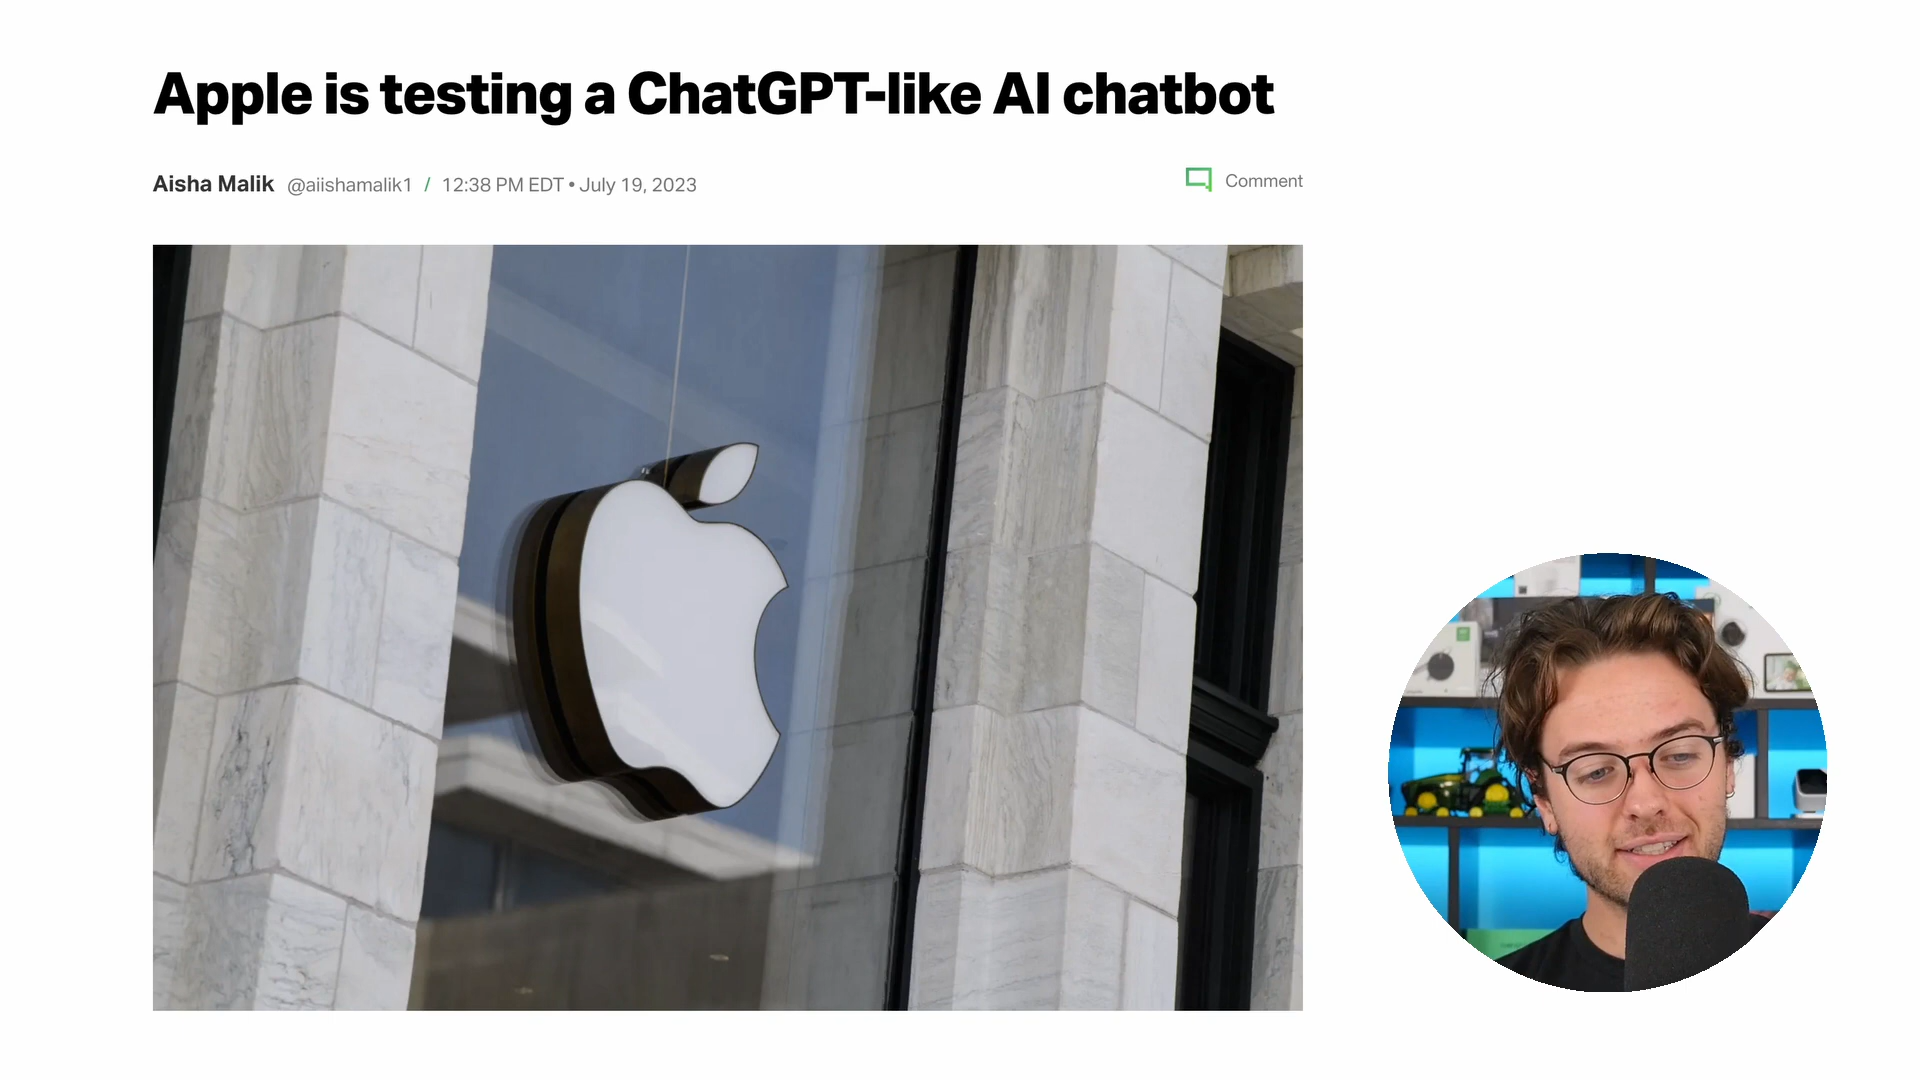 Apple is testing a ChatGPT-like AI chatbot
Aisha Malik @aiishamalik1 / 12:38 PM EDT • July 19, 2023
Comment